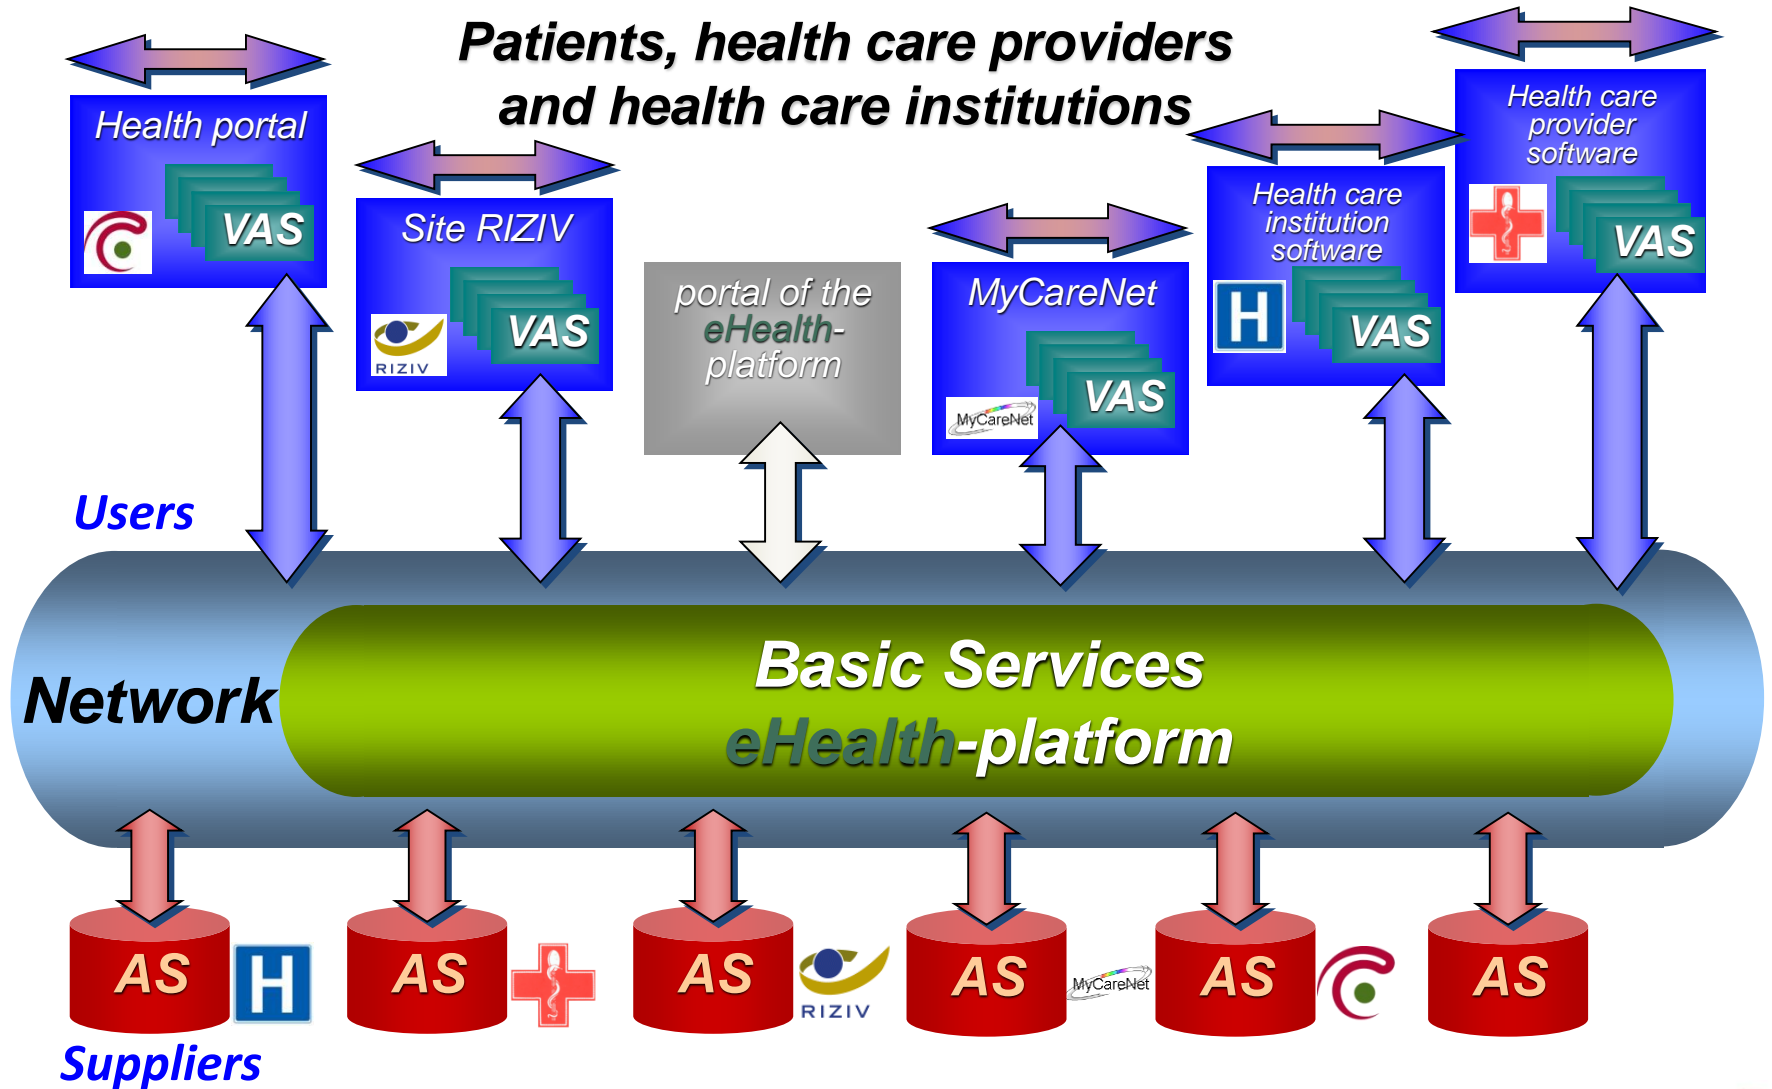 Patients, health care providers
and health care institutions
Health portal
VAS
Site RIZIV
VAS
RIZIV
portal of the
eHealth-
platform
MyCareNet
VAS
MyCareNet
Health care
institution
software
H
VAS
Health care
provider
software
VAS
Users
Network
Basic Services
eHealth-platform
AS
H
AS
AS
RIZIV
AS
MyCareNet
AS
AS
Suppliers